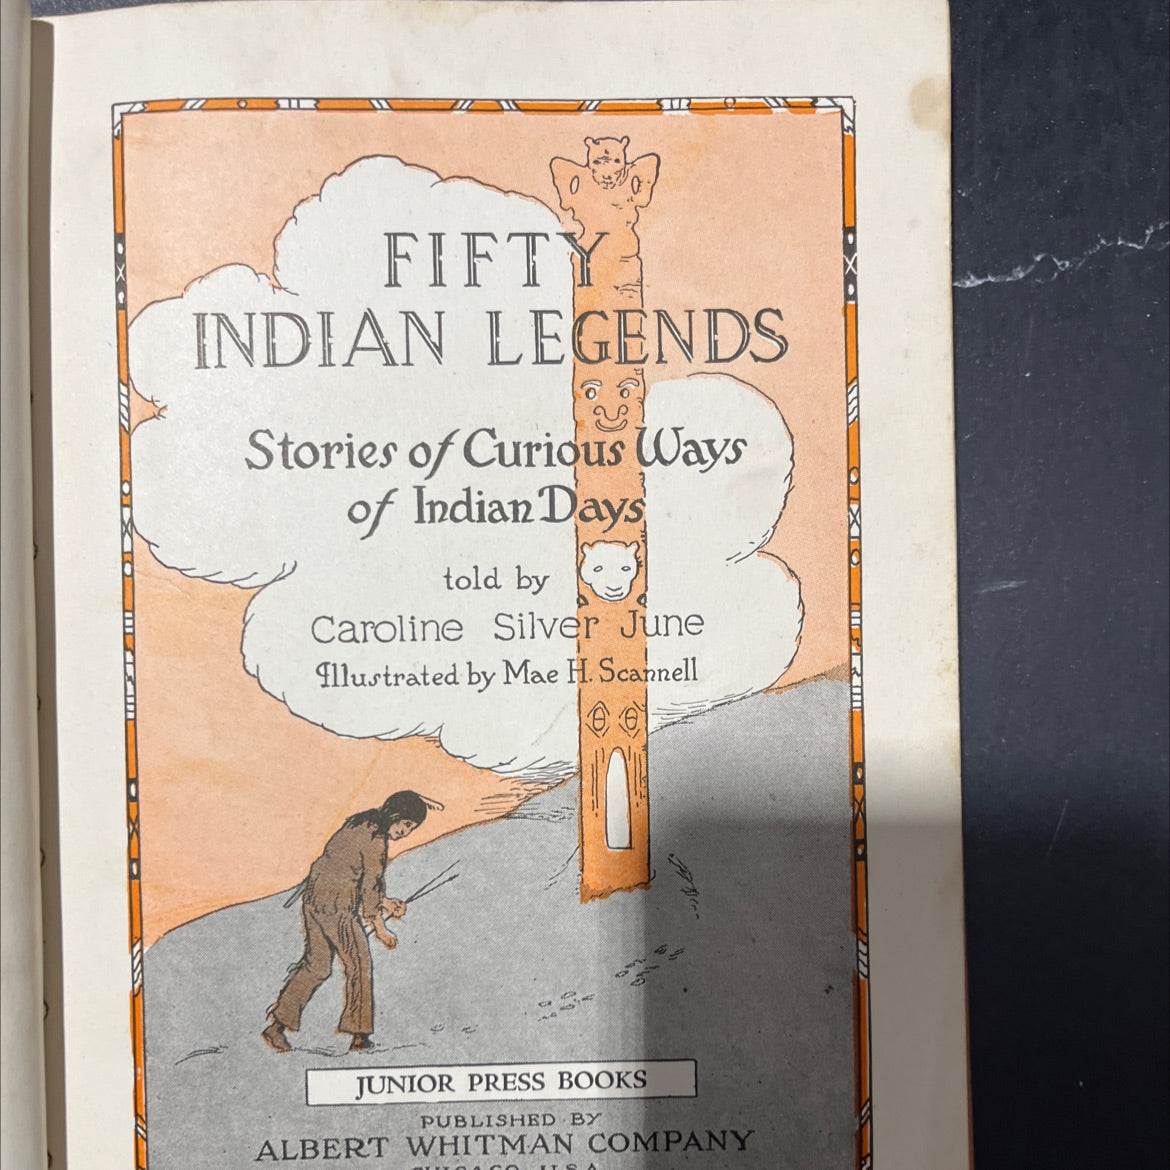 FIFTY
INDIAN LEGENDS
Stories of Curious Ways
of Indian Days
told by
Caroline Silver June
Illustrated by Mae H. Scannell
JUNIOR PRESS BOOKS
PUBLISHED BY
ALBERT WHITMAN COMPANY
CHICAGO, U.S.A.